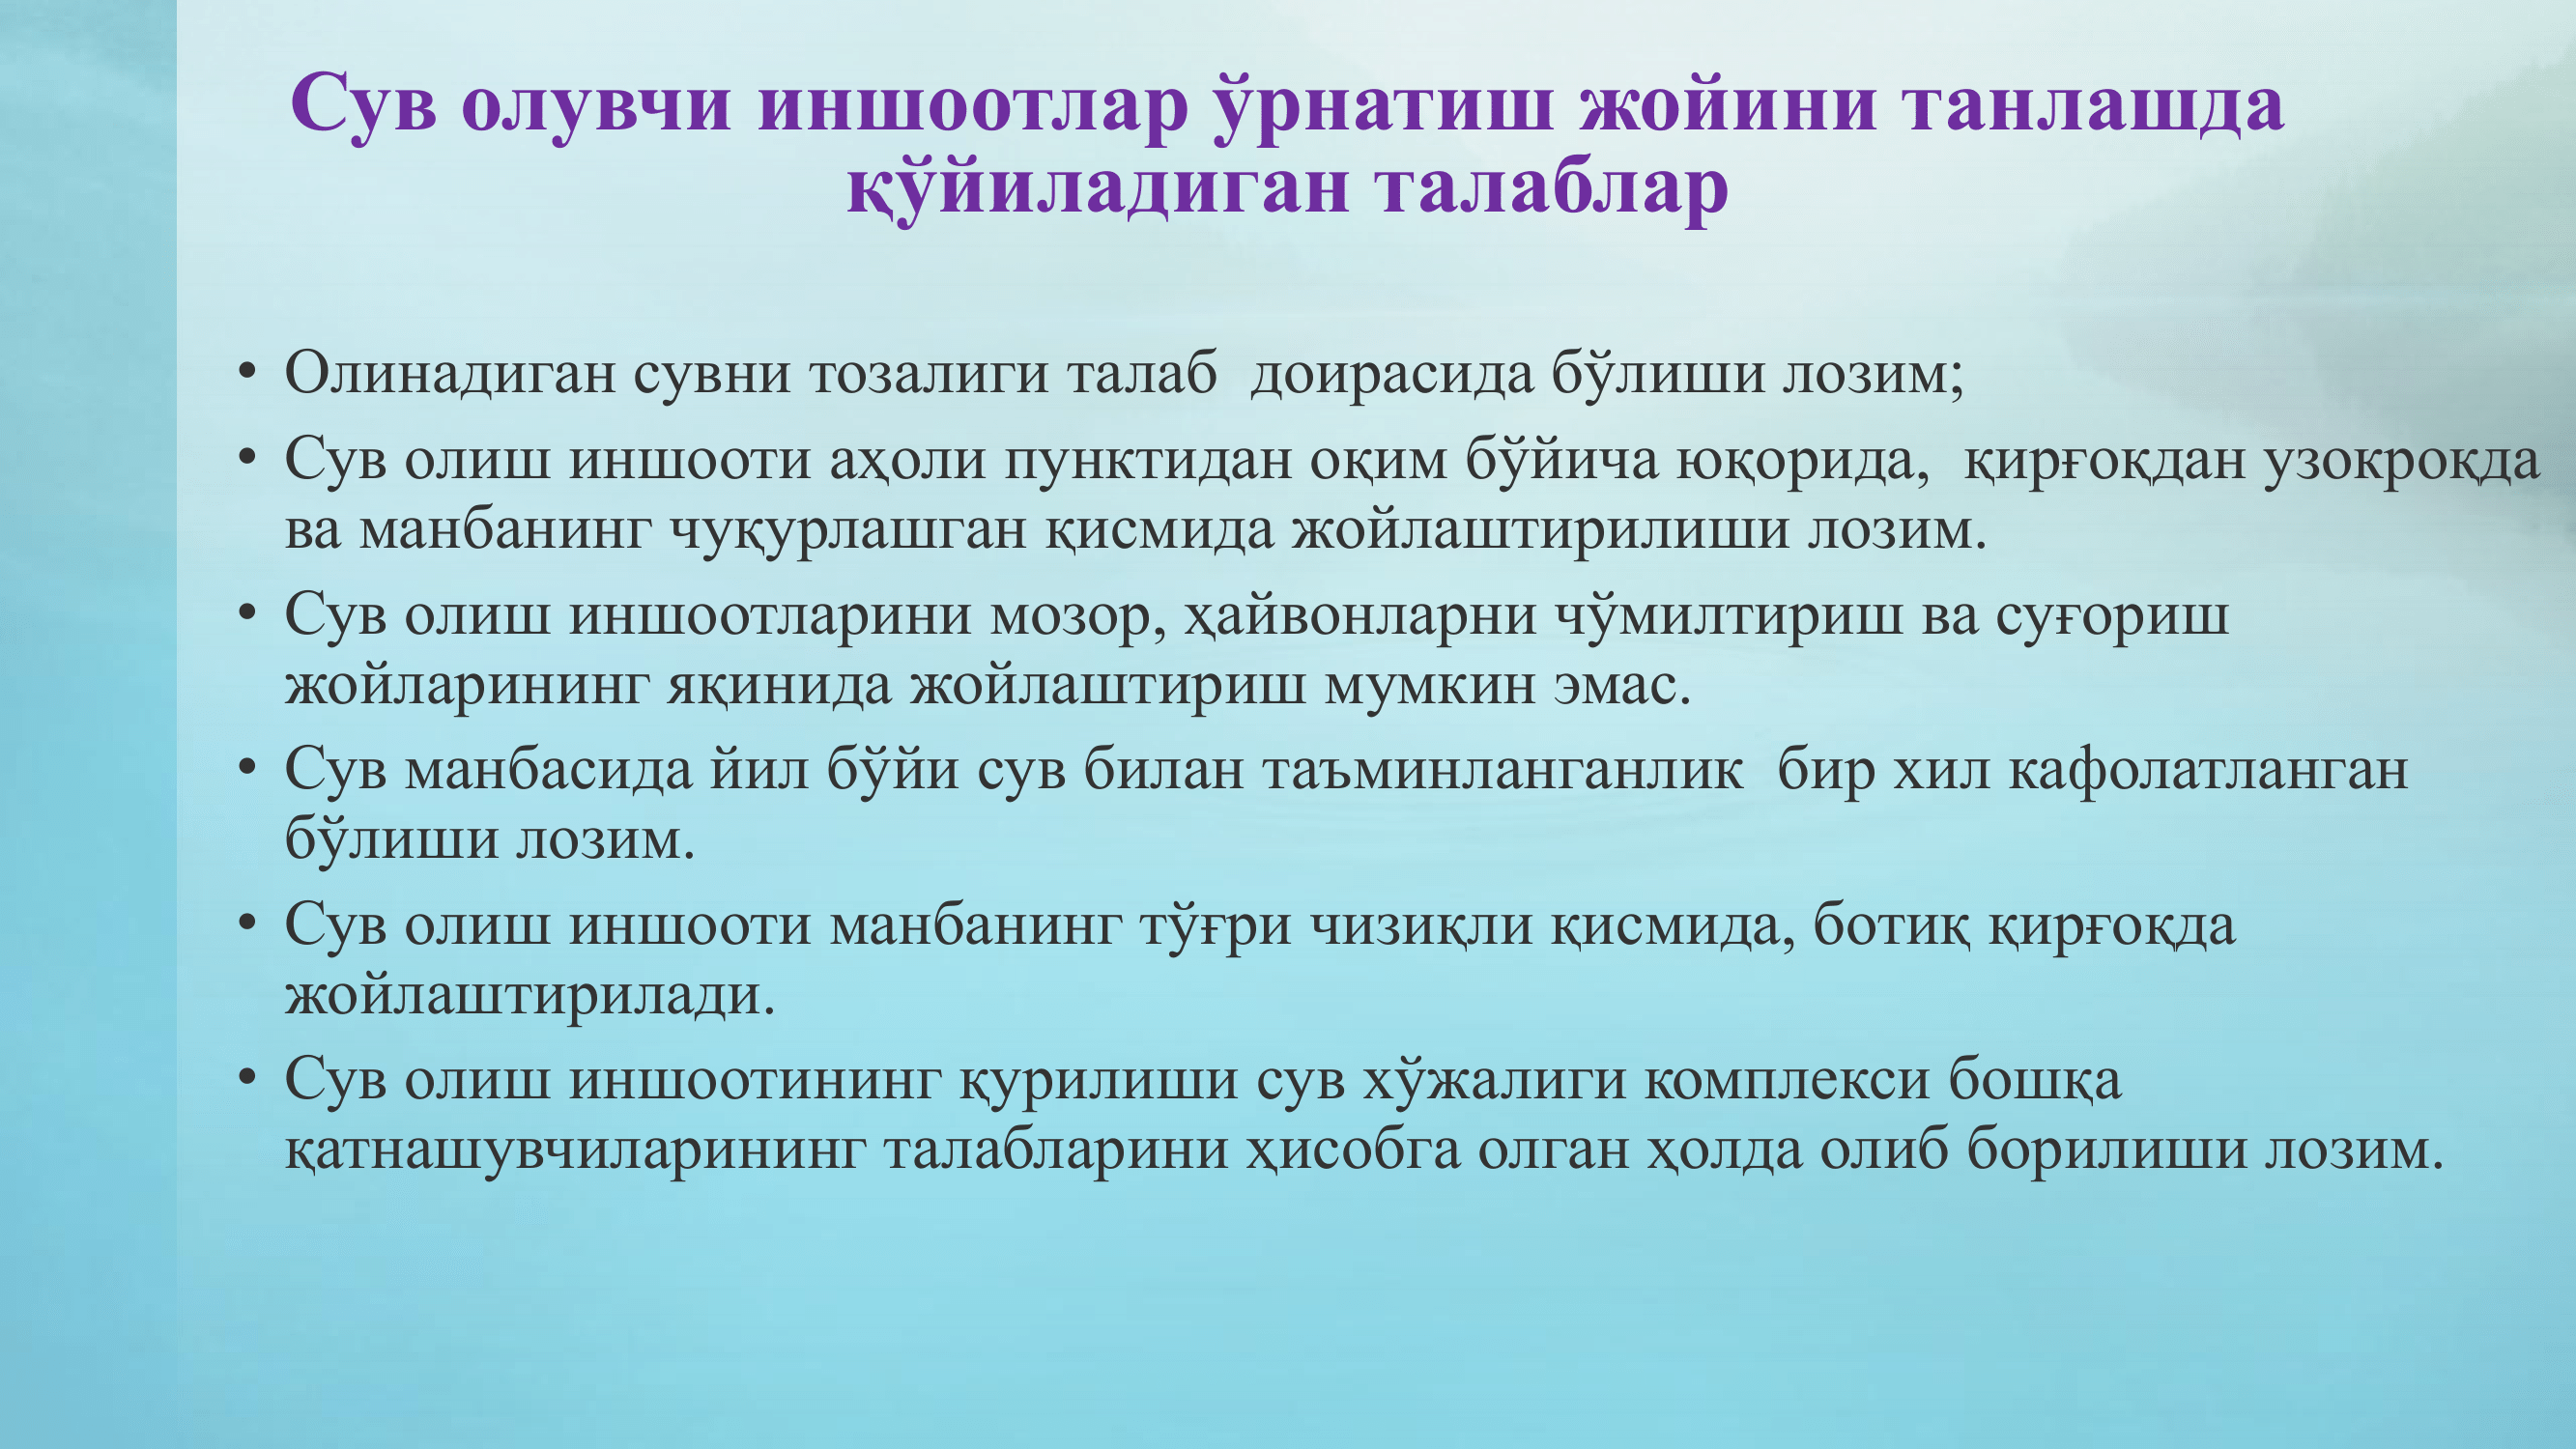 Сув олувчи иншоотлар ўрнатиш жойини танлашда
қўйиладиган талаблар
• Олинадиган сувни тозалиги талаб  доирасида бўлиши лозим;
• Сув олиш иншооти аҳоли пунктидан оқим бўйича юқорида,  қирғоқдан узокроқда
ва манбанинг чуқурлашган қисмида жойлаштирилиши лозим.
• Сув олиш иншоотларини мозор, ҳайвонларни чўмилтириш ва суғориш
жойларининг яқинида жойлаштириш мумкин эмас.
• Сув манбасида йил бўйи сув билан таъминланганлик  бир хил кафолатланган
бўлиши лозим.
• Сув олиш иншооти манбанинг тўғри чизиқли қисмида, ботиқ қирғоқда
жойлаштирилади.
• Сув олиш иншоотининг қурилиши сув хўжалиги комплекси бошқа
қатнашувчиларининг талабларини ҳисобга олган ҳолда олиб борилиши лозим.